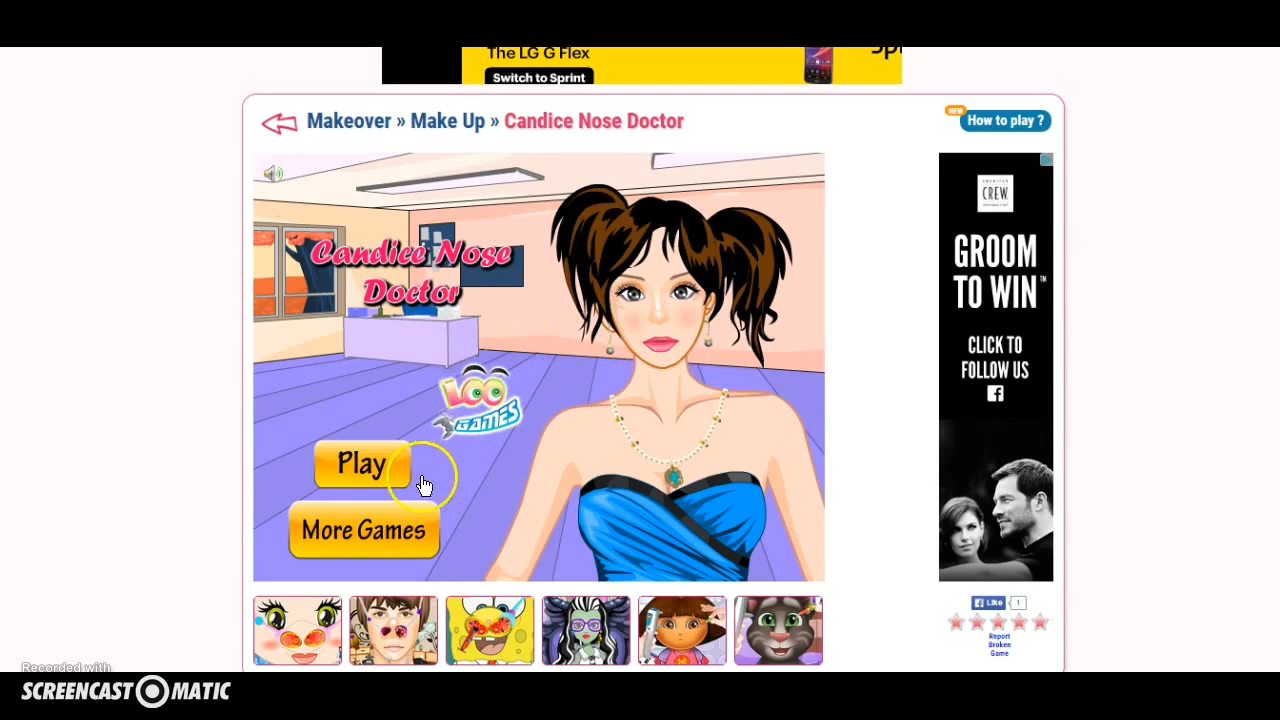 The LG G Flex
Switch to Sprint
Makeover » Make Up » Candice Nose Doctor
NEW
How to play ?
Candice Nose
Doctor
LOO
GAMES
Play
More Games
AMERICAN
CREW
GROOM
TO WIN™
CLICK TO
FOLLOW US
Like
1
Report
Broken
Game
Recorded with
SCREENCAST-O-MATIC